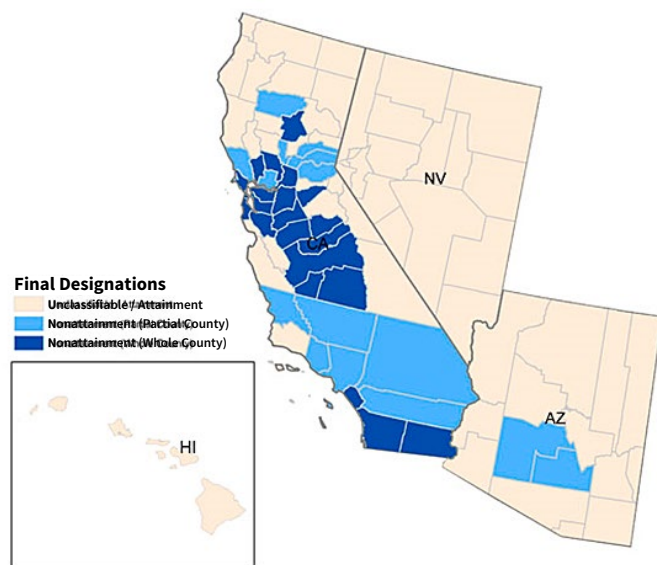 NV
CA
Final Designations
Unclassifiable / Attainment
Nonattainment (Partial County)
Nonattainment (Whole County)
AZ
HI